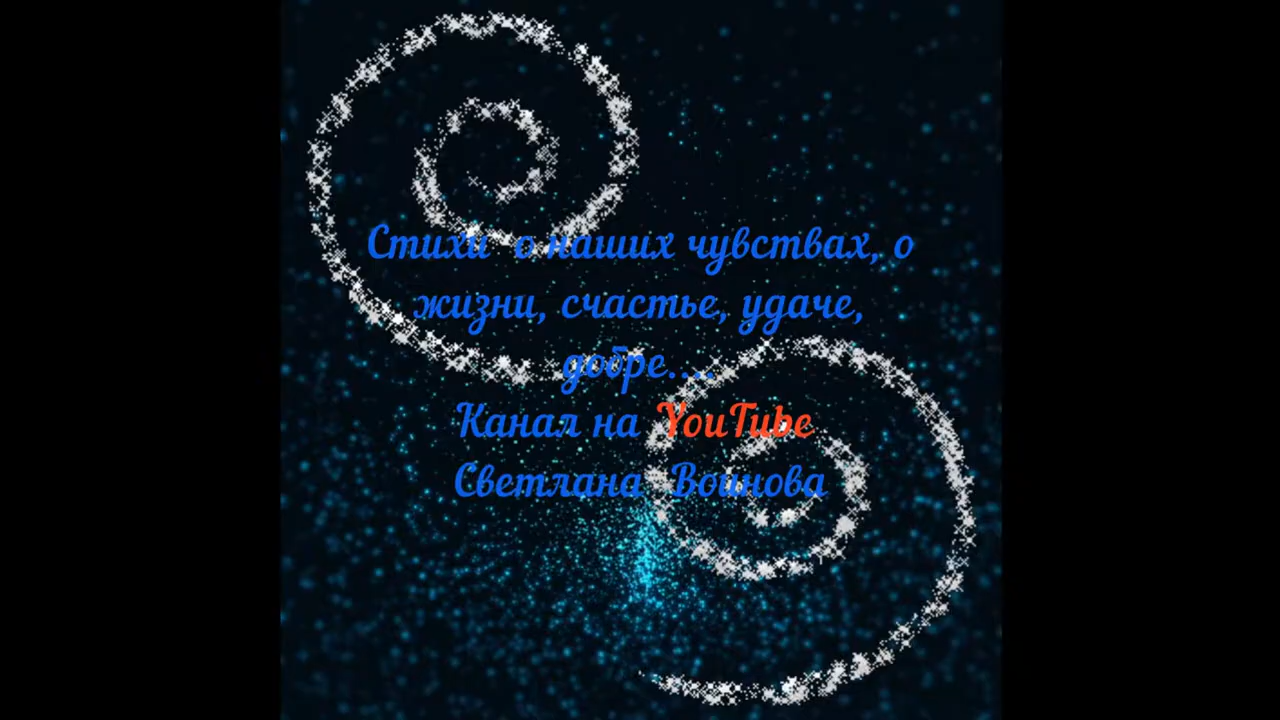 Стихи о наших чувствах, о
жизни, счастье, удаче,
добре....
Канал на YouTube
Светлана Воинова